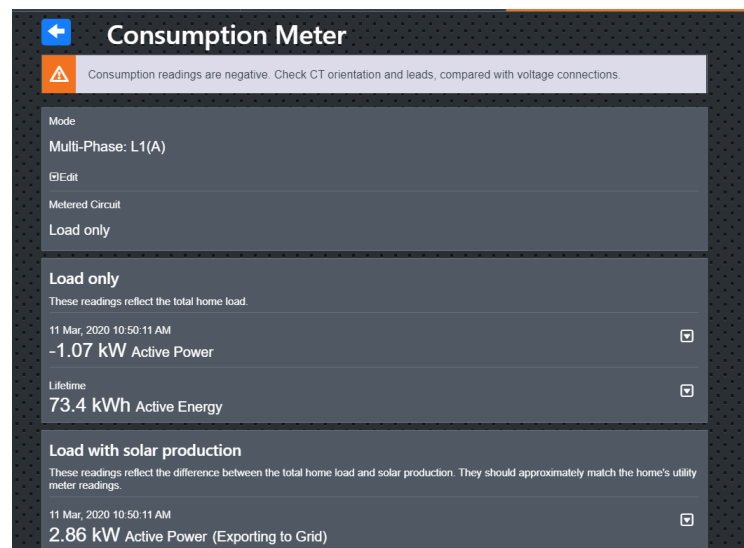 Consumption Meter
Consumption readings are negative. Check CT orientation and leads, compared with voltage connections.
Mode
Multi-Phase: L1(A)
Edit
Metered Circuit
Load only
Load only
These readings reflect the total home load.
11 Mar, 2020 10:50:11 AM
-1.07 kW Active Power
Lifetime
73.4 kWh Active Energy
Load with solar production
These readings reflect the difference between the total home load and solar production. They should approximately match the home's utility
meter readings.
11 Mar, 2020 10:50:11 AM
2.86 kW Active Power (Exporting to Grid)